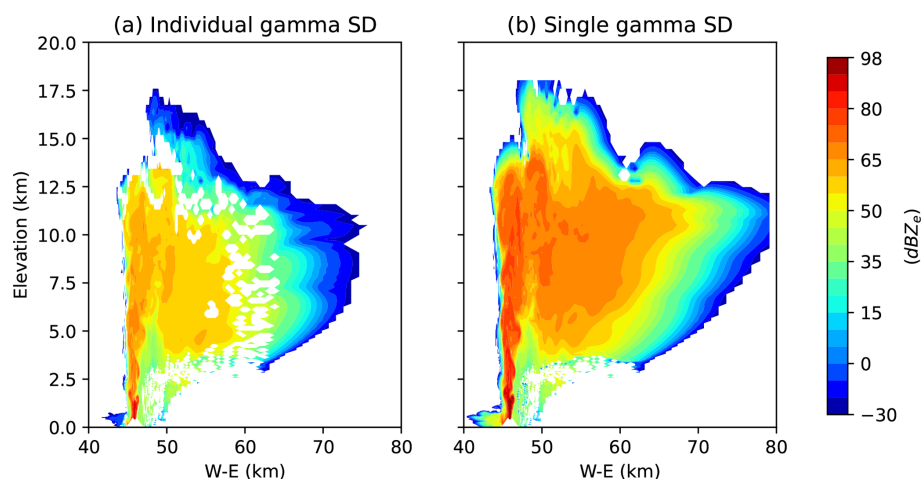 (a) Individual gamma SD
(b) Single gamma SD
20.0
17.5
15.0
12.5
10.0
7.5
5.0
2.5
0.0
Elevation (km)
40 50 60 70 80
40 50 60 70 80
W-E (km)
W-E (km)
98
80
65
50
35
15
0
−30
(dBZe)